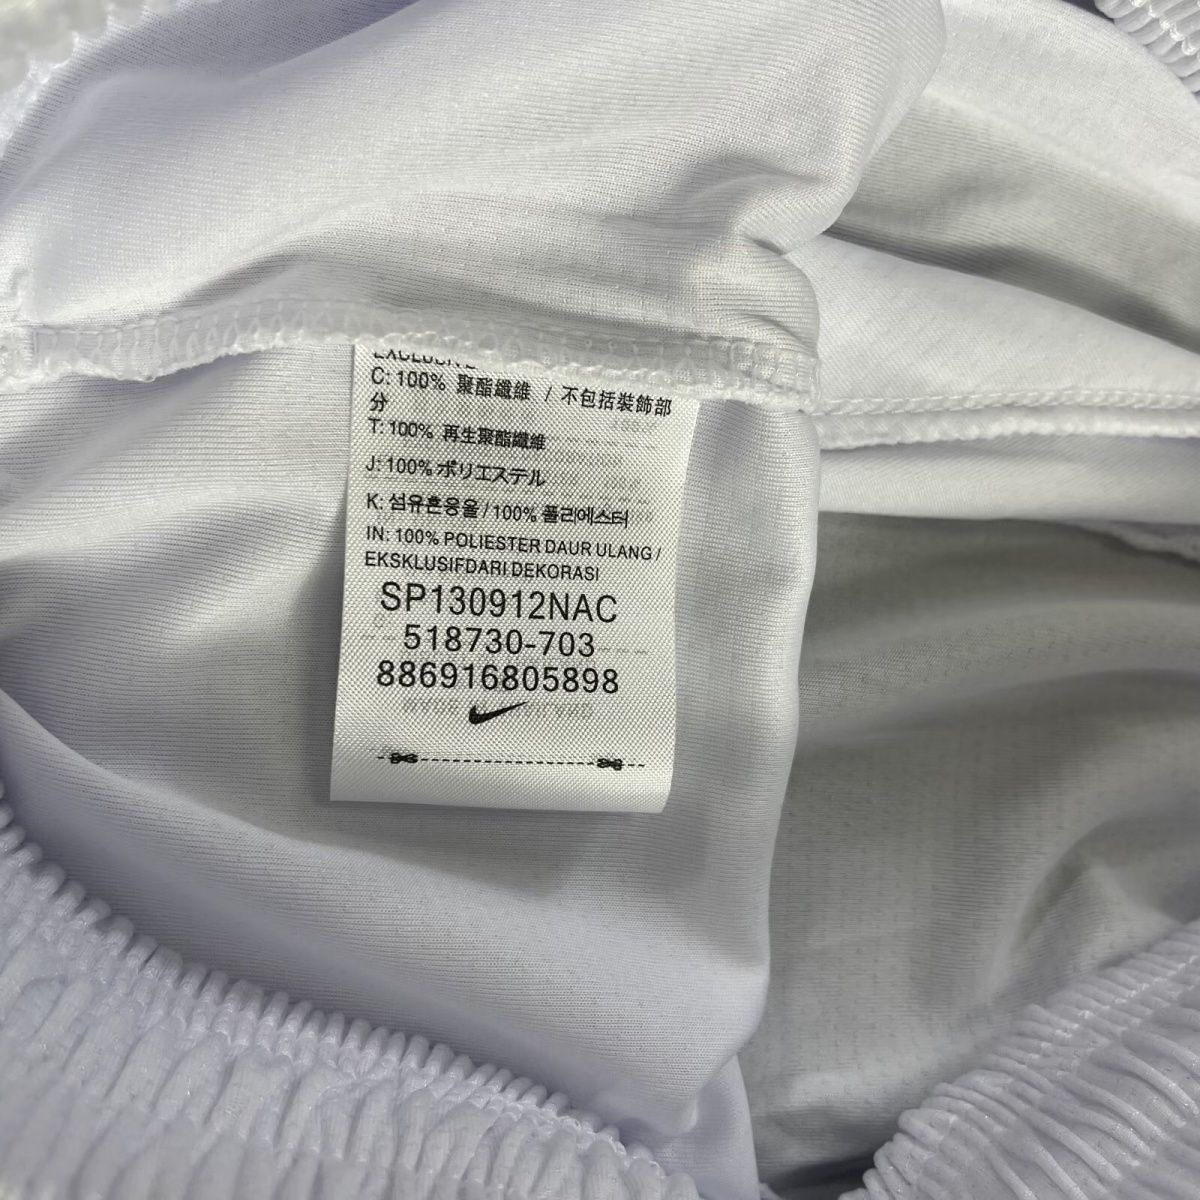 EXCLUSIVE
C: 100% 聚酯纖維 / 不包括裝飾部
分
T: 100% 再生聚酯纖維
J: 100% ポリエステル
K: 섬유혼용율 / 100% 폴리에스터
IN: 100% POLIESTER DAUR ULANG /
EKSKLUSIFDARI DEKORASI
SP130912NAC
518730-703
886916805898